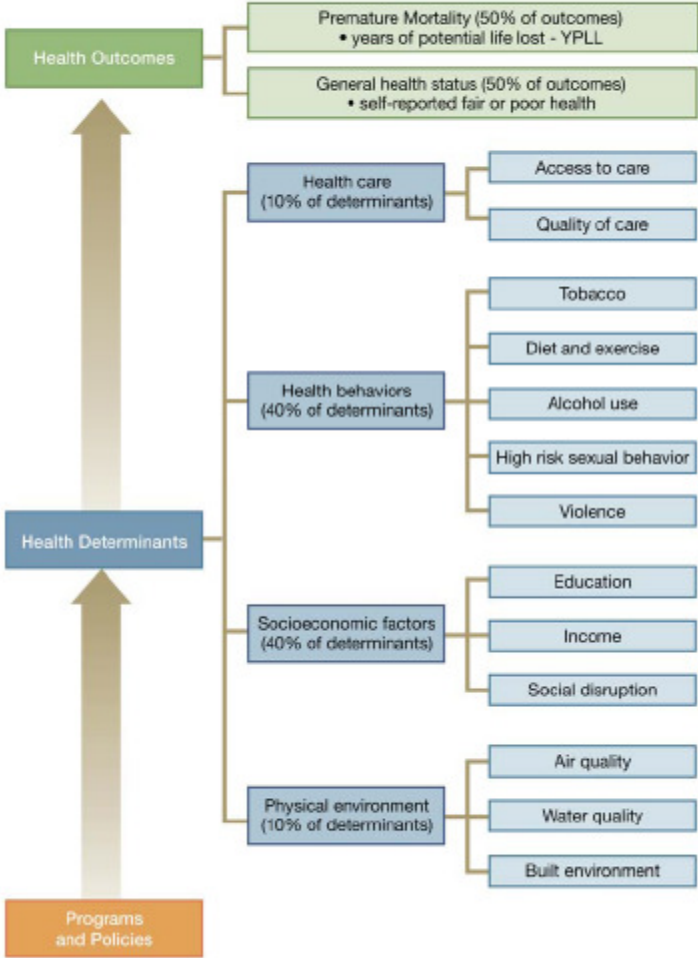 Health Outcomes
Premature Mortality (50% of outcomes)
• years of potential life lost - YPLL
General health status (50% of outcomes)
• self-reported fair or poor health
Health Determinants
Health care
(10% of determinants)
Access to care
Quality of care
Health behaviors
(40% of determinants)
Tobacco
Diet and exercise
Alcohol use
High risk sexual behavior
Violence
Socioeconomic factors
(40% of determinants)
Education
Income
Social disruption
Physical environment
(10% of determinants)
Air quality
Water quality
Built environment
Programs
and Policies